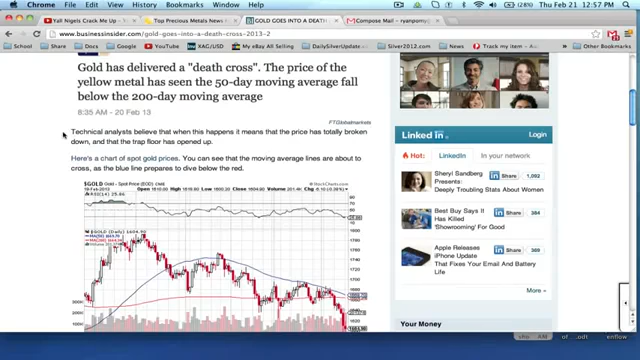 Chrome File Edit View History Bookmarks Window Help
Thu Feb 21 12:57 PM
Yall Nigels Crack Me Up
Top Precious Metals News
GOLD GOES INTO A DEATH
Compose Mail - ryanpom
www.businessinsider.com/gold-goes-into-a-death-cross-2013-2
School Share Docs The Blaze YouTube XAG/USD My eBay Selling DailySilverUpdate Silver2012.com Track my item Other Bookmarks
Gold has delivered a "death cross". The price of the
yellow metal has seen the 50-day moving average fall
below the 200-day moving average
8:35 AM - 20 Feb 13
FTGlobalmarkets
Technical analysts believe that when this happens it means that the price has totally broken
down, and that the trap floor has opened up.
Here's a chart of spot gold prices. You can see that the moving average lines are about to
cross, as the blue line prepares to dive below the red.
$GOLD
Linked in
Login
Hot: LinkedIn In your network
Sheryl Sandberg
Presents:
Deeply Troubling Stats About Women
Share 1,092
Best Buy Says It
Has Killed
'Showrooming' For Good
Share 384
Apple Releases
iPhone Update
That Fixes Your Email And Battery
Life
Share 369
More »
Your Money